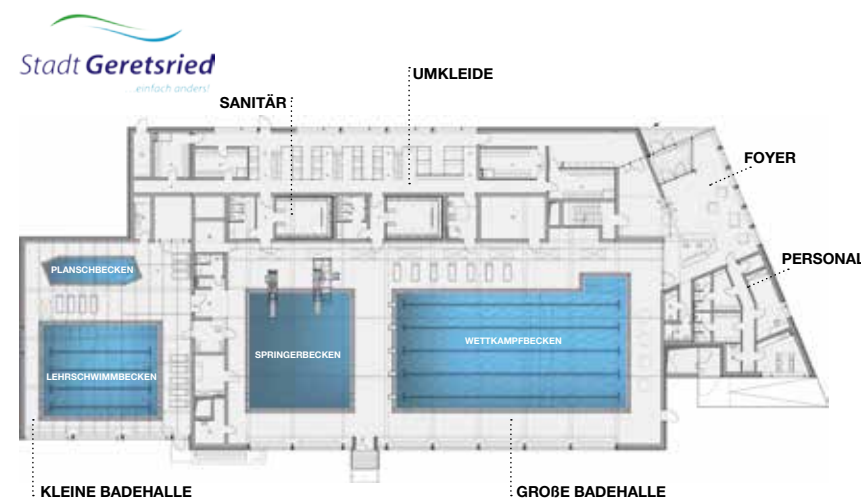 Stadt Geretsried
...einfach anders!
UMKLEIDE
SANITÄR
FOYER
PERSONAL
PLANSCHBECKEN
LEHRSCHWIMMBECKEN
SPRINGERBECKEN
WETTKAMPFBECKEN
KLEINE BADEHALLE
GROßE BADEHALLE